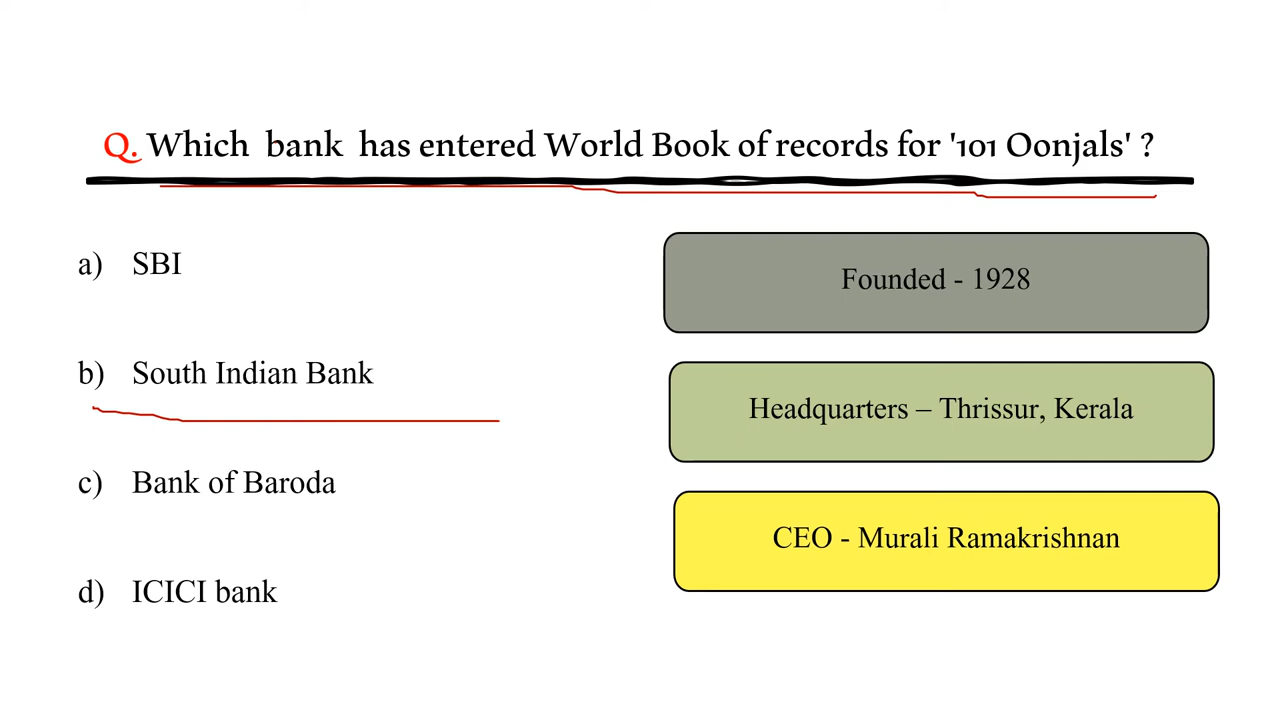 Q. Which bank has entered World Book of records for '101 Oonjals' ?
a) SBI
b) South Indian Bank
c) Bank of Baroda
d) ICICI bank
Founded - 1928
Headquarters – Thrissur, Kerala
CEO - Murali Ramakrishnan